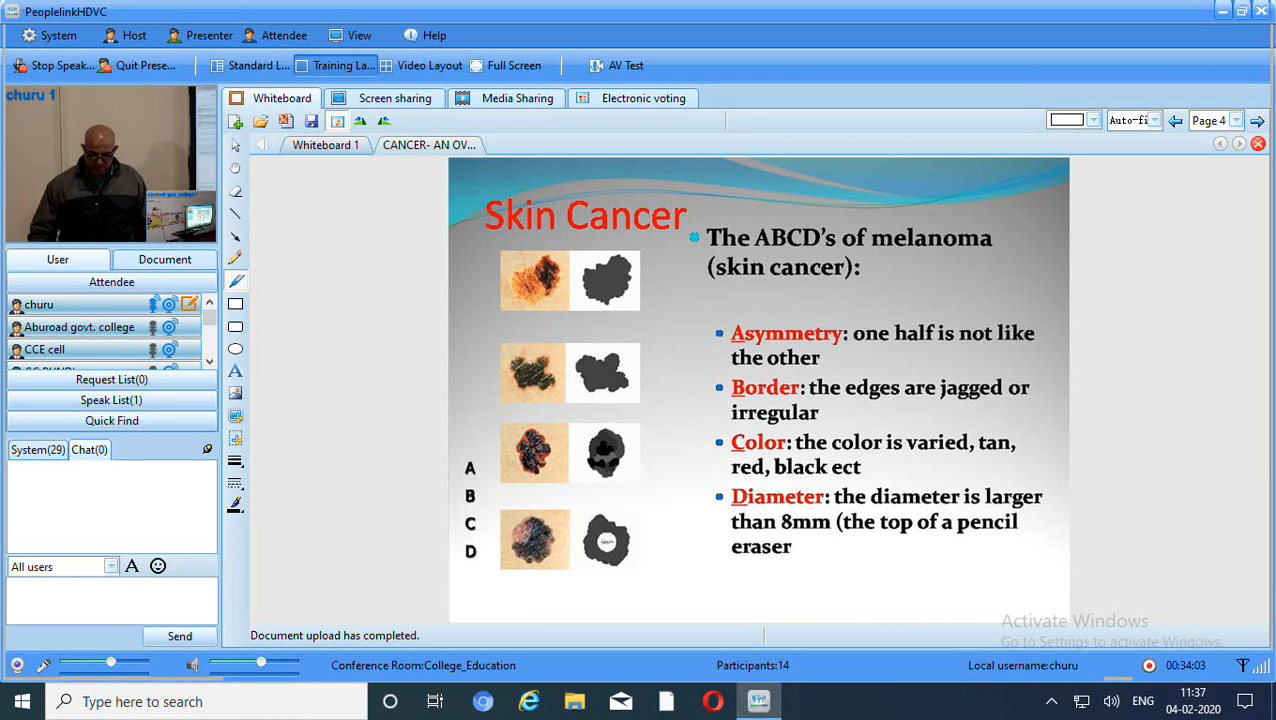 PeoplelinkHDVC
System Host Presenter Attendee View Help
Stop Speak... Quit Prese... Standard L... Training La... Video Layout Full Screen AV Test
churu 1
Whiteboard Screen sharing Media Sharing Electronic voting
Auto-fi Page 4
Whiteboard 1 CANCER- AN OV...
User Document
Attendee
churu
Aburoad govt. college
CCE cell
Request List(0)
Speak List(1)
Quick Find
System(29) Chat(0)
All users A
Send
Skin Cancer
The ABCD's of melanoma
(skin cancer):
Asymmetry: one half is not like
the other
Border: the edges are jagged or
irregular
Color: the color is varied, tan,
red, black ect
Diameter: the diameter is larger
than 8mm (the top of a pencil
eraser
A
B
C
D
Activate Windows
Go to Settings to activate Windows.
Document upload has completed.
Conference Room:College_Education Participants:14 Local username:churu 00:34:03
Type here to search
ENG
11:37
04-02-2020